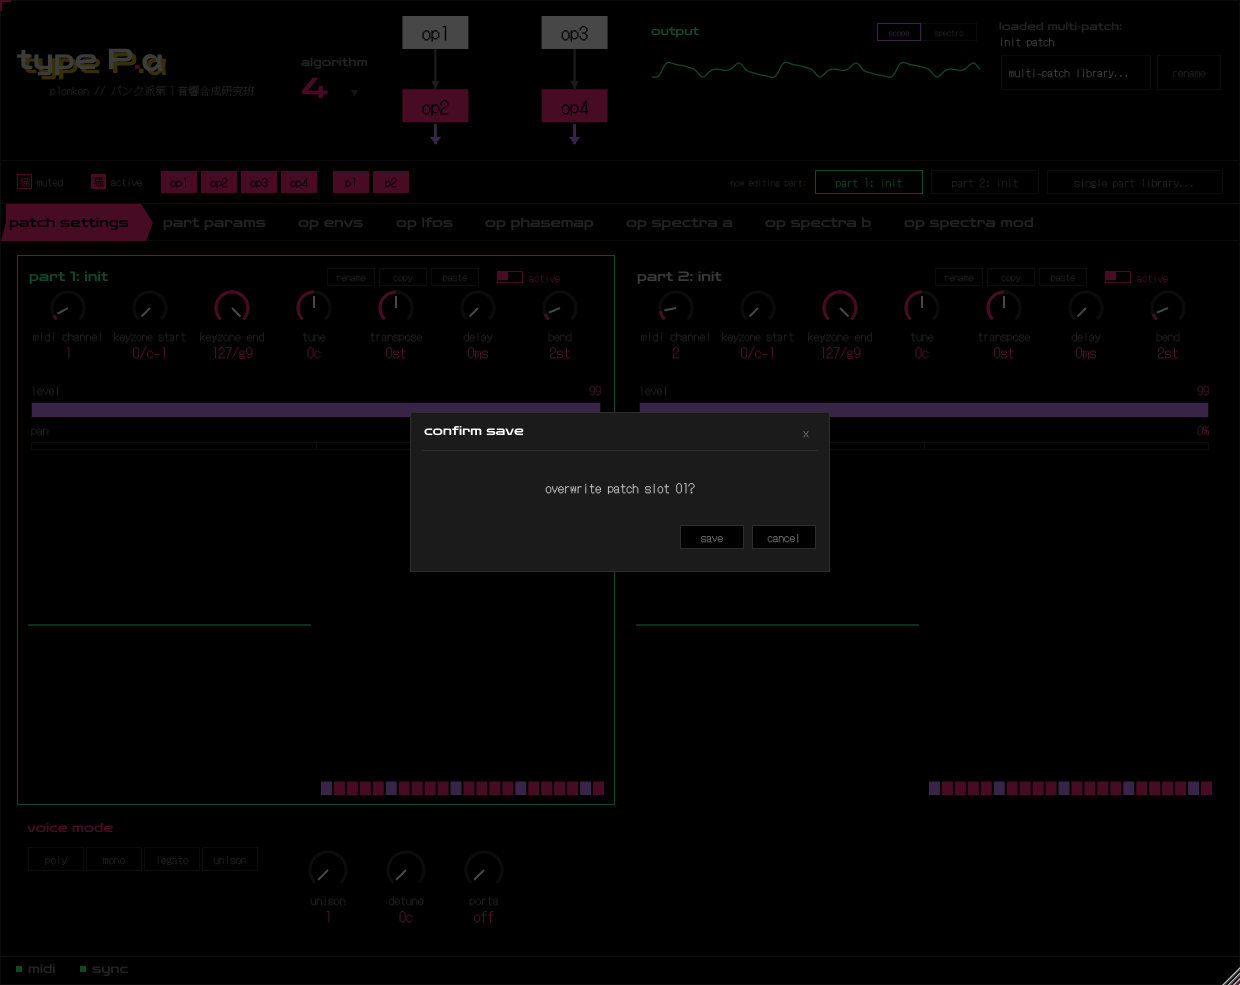 type P.a
plonken // パンク派第1音響合成研究班
algorithm
4 ▼
op1
op3
op2
op4
output
scope
spectro
loaded multi-patch:
init patch
multi-patch library...
rename
muted
active
op1
op2
op3
op4
p1
p2
now editing part:
part 1: init
part 2: init
single part library...
patch settings
part params
op envs
op lfos
op phasemap
op spectra a
op spectra b
op spectra mod
part 1: init
rename
copy
paste
active
midi channel
keyzone start
keyzone end
tune
transpose
delay
bend
1
0/c-1
127/g9
0c
0st
0ms
2st
level
99
pan
part 2: init
rename
copy
paste
active
midi channel
keyzone start
keyzone end
tune
transpose
delay
bend
2
0/c-1
127/g9
0c
0st
0ms
2st
level
99
0%
confirm save
x
overwrite patch slot 01?
save
cancel
voice mode
poly
mono
legato
unison
unison
detune
porta
1
0c
off
midi
sync